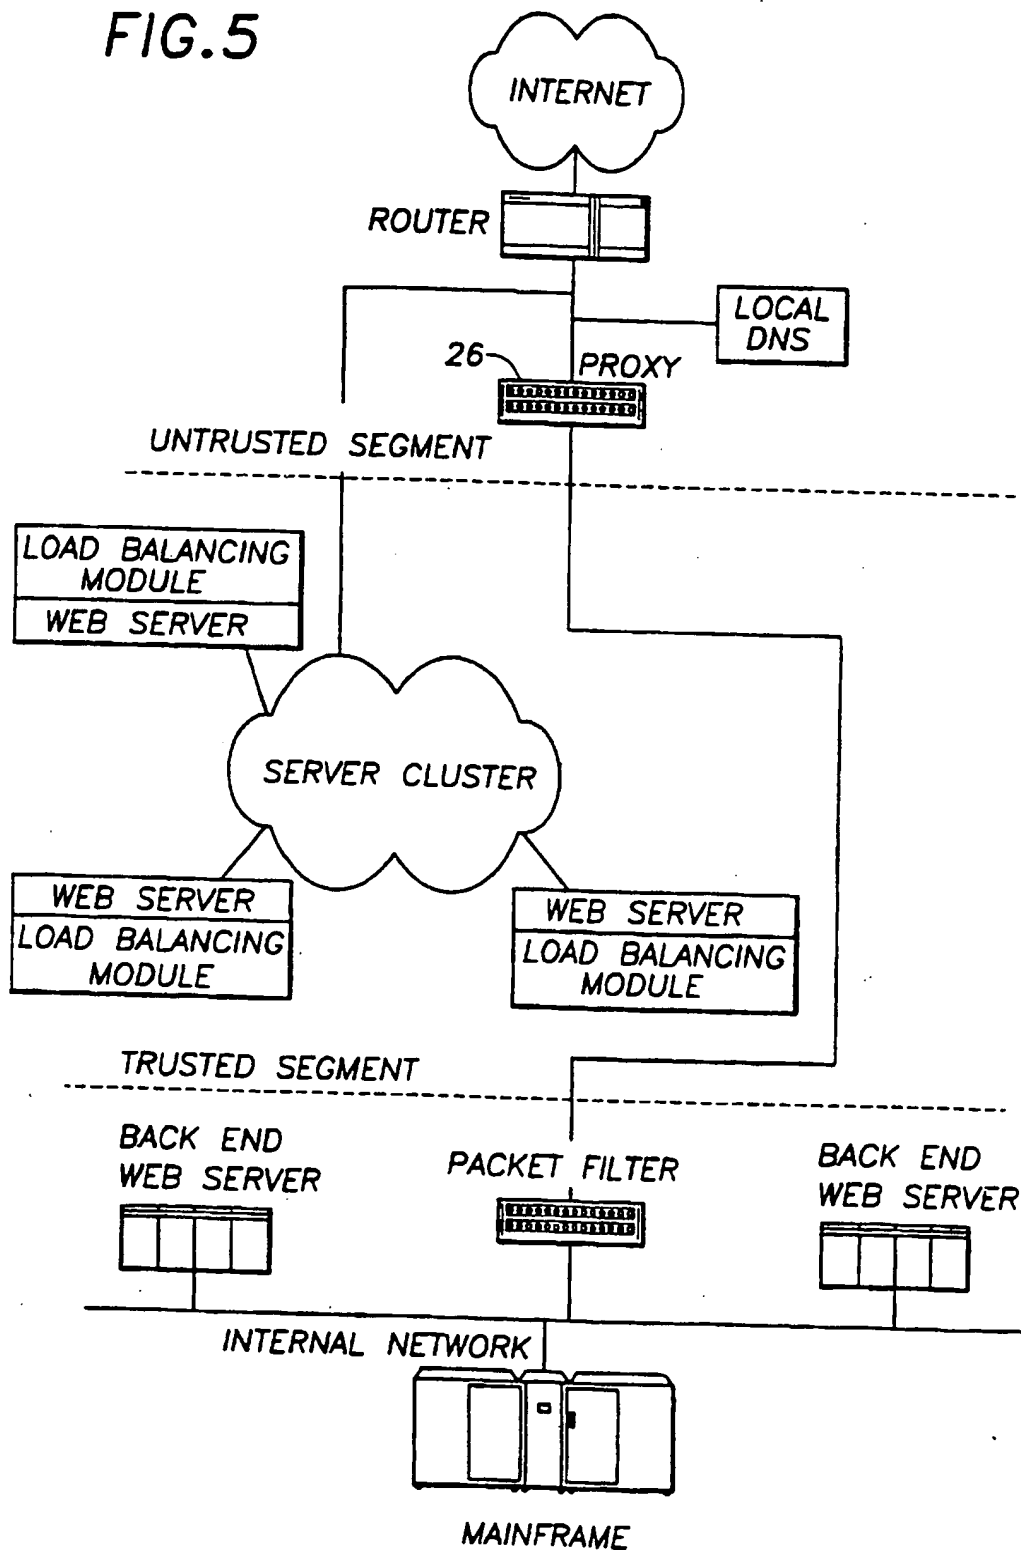 FIG.5
INTERNET
ROUTER
LOCAL
DNS
26
PROXY
UNTRUSTED SEGMENT
LOAD BALANCING
MODULE
WEB SERVER
SERVER CLUSTER
WEB SERVER
LOAD BALANCING
MODULE
WEB SERVER
LOAD BALANCING
MODULE
TRUSTED SEGMENT
BACK END
WEB SERVER
PACKET FILTER
BACK END
WEB SERVER
INTERNAL NETWORK
MAINFRAME